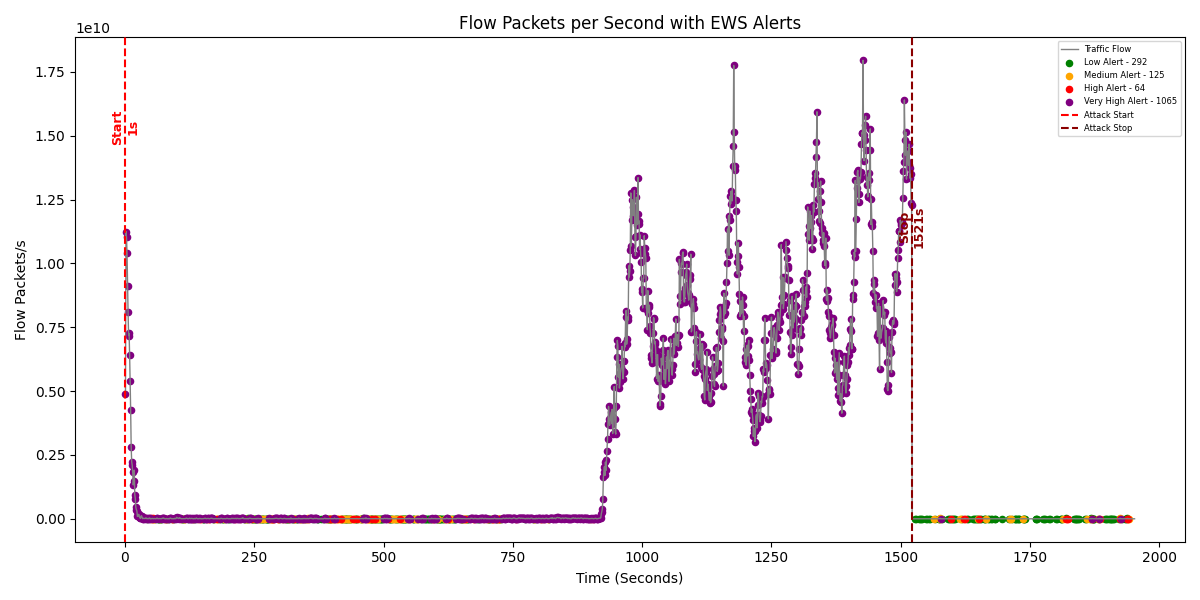 Flow Packets per Second with EWS Alerts
1e10
1.75
1.50
1.25
1.00
0.75
0.50
0.25
0.00
Flow Packets/s
0
250
500
750
1000
1250
1500
1750
2000
Time (Seconds)
Start
1s
Stop
1521s
Traffic Flow
Low Alert - 292
Medium Alert - 125
High Alert - 64
Very High Alert - 1065
Attack Start
Attack Stop